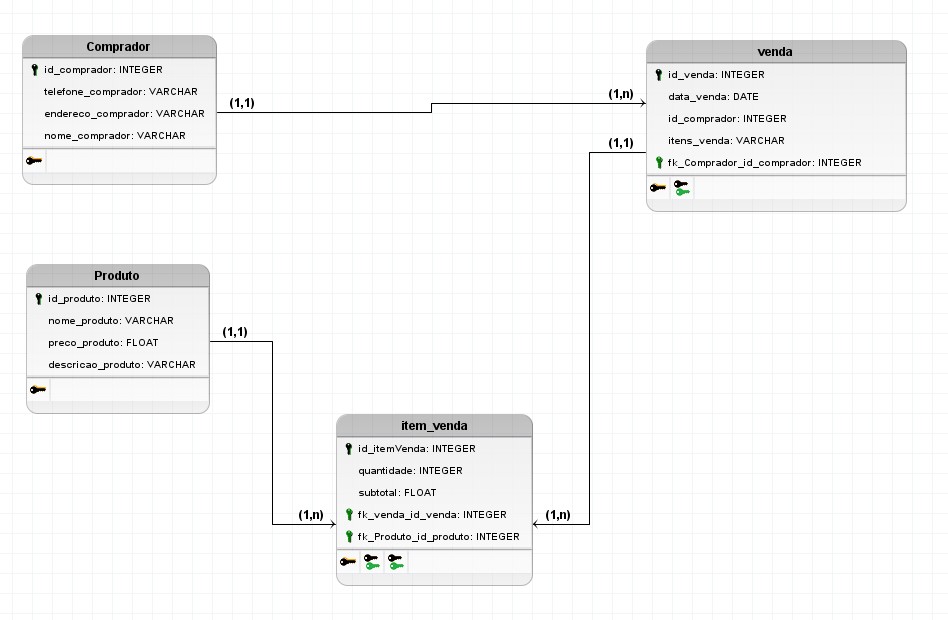 Comprador
id_comprador: INTEGER
telefone_comprador: VARCHAR
endereco_comprador: VARCHAR
nome_comprador: VARCHAR
(1,1)
(1,n)
venda
id_venda: INTEGER
data_venda: DATE
id_comprador: INTEGER
itens_venda: VARCHAR
fk_Comprador_id_comprador: INTEGER
(1,1)
Produto
id_produto: INTEGER
nome_produto: VARCHAR
preco_produto: FLOAT
descricao_produto: VARCHAR
(1,1)
(1,n)
item_venda
id_itemVenda: INTEGER
quantidade: INTEGER
subtotal: FLOAT
fk_venda_id_venda: INTEGER
fk_Produto_id_produto: INTEGER
(1,n)